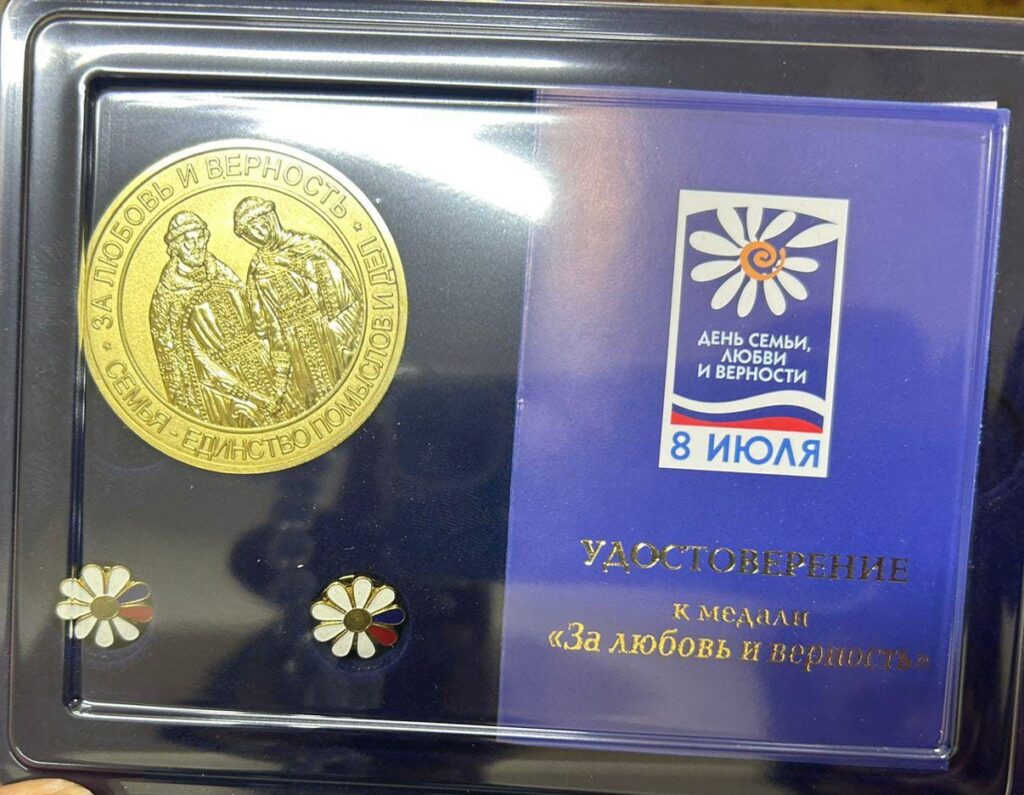 * ЗА ЛЮБОВЬ И ВЕРНОСТЬ *
СЕМЬЯ - ЕДИНСТВО ПОМЫСЛОВ И ДЕЛ
ДЕНЬ СЕМЬИ,
ЛЮБВИ
И ВЕРНОСТИ
8 ИЮЛЯ
УДОСТОВЕРЕНИЕ
к медали
«За любовь и верность»